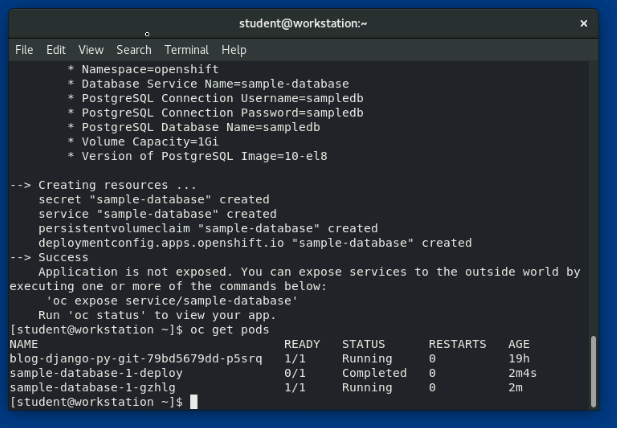 student@workstation:~
File Edit View Search Terminal Help
* Namespace=openshift
* Database Service Name=sample-database
* PostgreSQL Connection Username=sampledb
* PostgreSQL Connection Password=sampledb
* PostgreSQL Database Name=sampledb
* Volume Capacity=1Gi
* Version of PostgreSQL Image=10-el8
--> Creating resources ...
secret "sample-database" created
service "sample-database" created
persistentvolumeclaim "sample-database" created
deploymentconfig.apps.openshift.io "sample-database" created
--> Success
Application is not exposed. You can expose services to the outside world by
executing one or more of the commands below:
'oc expose service/sample-database'
Run 'oc status' to view your app.
[student@workstation ~]$ oc get pods
NAME READY STATUS RESTARTS AGE
blog-django-py-git-79bd5679dd-p5srq 1/1 Running 0 19h
sample-database-1-deploy 0/1 Completed 0 2m4s
sample-database-1-gzhlg 1/1 Running 0 2m
[student@workstation ~]$